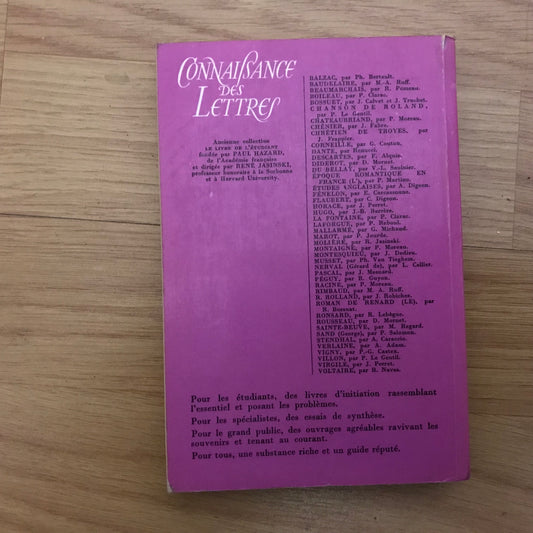 CONNAISSANCE
DES
LETTRES
Ancienne collection
LE LIVRE DE L'ÉTUDIANT
fondée par PAUL HAZARD,
de l'Académie française
et dirigée par RENÉ JASINSKI,
professeur honoraire à la Sorbonne
et à Harvard University.
BALZAC, par Ph. Bertault.
BAUDELAIRE, par M.-A. Ruff.
BEAUMARCHAIS, par R. Pomeau.
BOILEAU, par P. Clarac.
BOSSUET, par J. Calvet et J. Truchet.
CHANSON DE ROLAND,
par P. Le Gentil.
CHATEAUBRIAND, par P. Moreau.
CHÉNIER, par J. Fabre.
CHRÉTIEN DE TROYES, par
J. Frappier.
CORNEILLE, par G. Couton.
DANTE, par Renucci.
DESCARTES, par F. Alquié.
DIDEROT, par D. Mornet.
DU BELLAY, par V.-L. Saulnier.
ÉPOQUE ROMANTIQUE EN
FRANCE (L'), par P. Martino.
ÉTUDES ANGLAISES, par A. Digeon.
FÉNELON, par E. Carcassonne.
FLAUBERT, par C. Digeon.
HORACE, par J. Perret.
HUGO, par J.-B. Barrère.
LA FONTAINE, par P. Clarac.
LAFORGUE, par P. Reboul.
MALLARMÉ, par G. Michaud.
MAROT, par P. Jourda.
MOLIÈRE, par R. Jasinski.
MONTAIGNE, par P. Moreau.
MONTESQUIEU, par J. Dedieu.
MUSSET, par Ph. Van Tieghem.
NERVAL (Gérard de), par L. Cellier.
PASCAL, par J. Mesnard.
PÉGUY, par B. Guyon.
RACINE, par P. Moreau.
RIMBAUD, par M. A. Ruff.
R. ROLLAND, par J. Robichez.
ROMAN DE RENARD (LE), par
R. Bossuat.
RONSARD, par R. Lebègue.
ROUSSEAU, par D. Mornet.
SAINTE-BEUVE, par M. Regard.
SAND (George), par P. Salomon.
STENDHAL, par A. Caraccio.
VERLAINE, par A. Adam.
VIGNY, par P.-G. Castex.
VILLON, par P. Le Gentil.
VIRGILE, par J. Perret.
VOLTAIRE, par R. Naves.
Pour les étudiants, des livres d'initiation rassemblant
l'essentiel et posant les problèmes.
Pour les spécialistes, des essais de synthèse.
Pour le grand public, des ouvrages agréables ravivant les
souvenirs et tenant au courant.
Pour tous, une substance riche et un guide réputé.